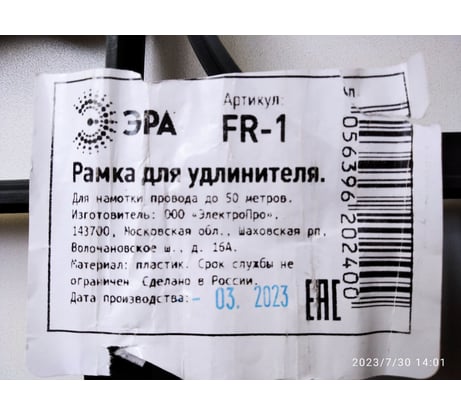 ЭРА
Артикул:
FR-1
Рамка для удлинителя.
Для намотки провода до 50 метров.
Изготовитель: ООО «ЭлектроПро»,
143700, Московская обл., Шаховская рп,
Волочановское ш., д. 16А.
Материал: пластик. Срок службы не
ограничен Сделано в России.
Дата производства:- 03. 2023
EAC
056396 202400
2023/7/30 14:01